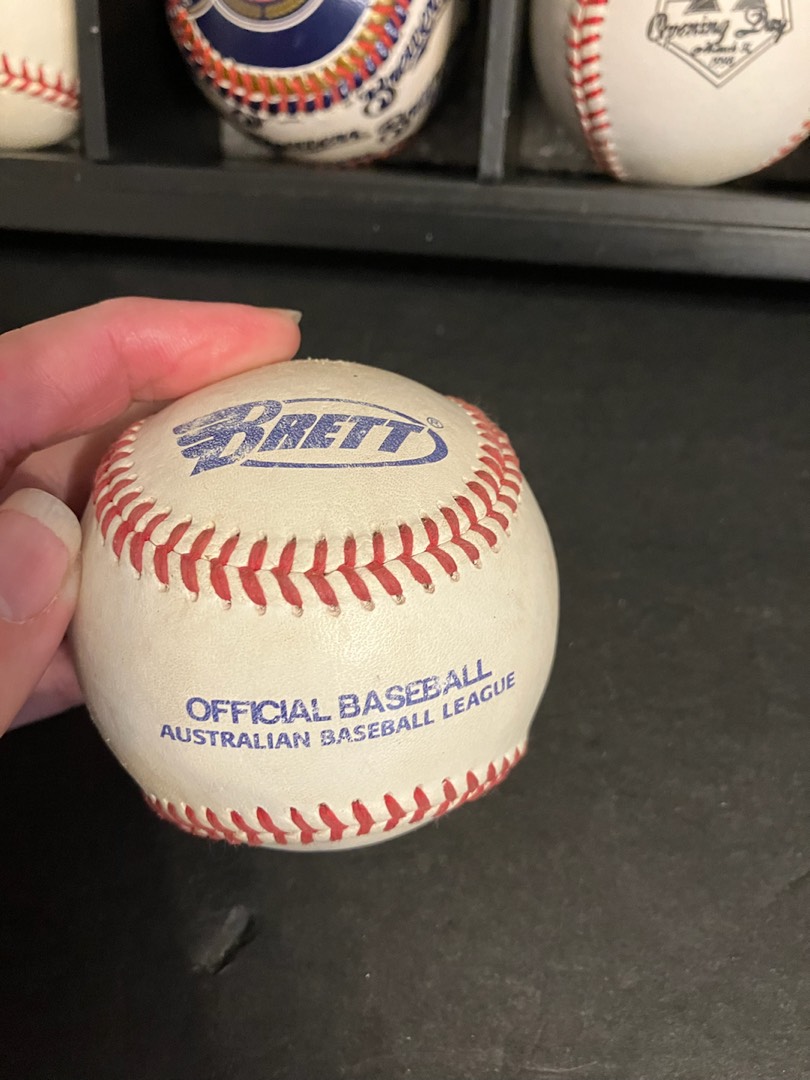 Opening Day
BRETT®
OFFICIAL BASEBALL
AUSTRALIAN BASEBALL LEAGUE